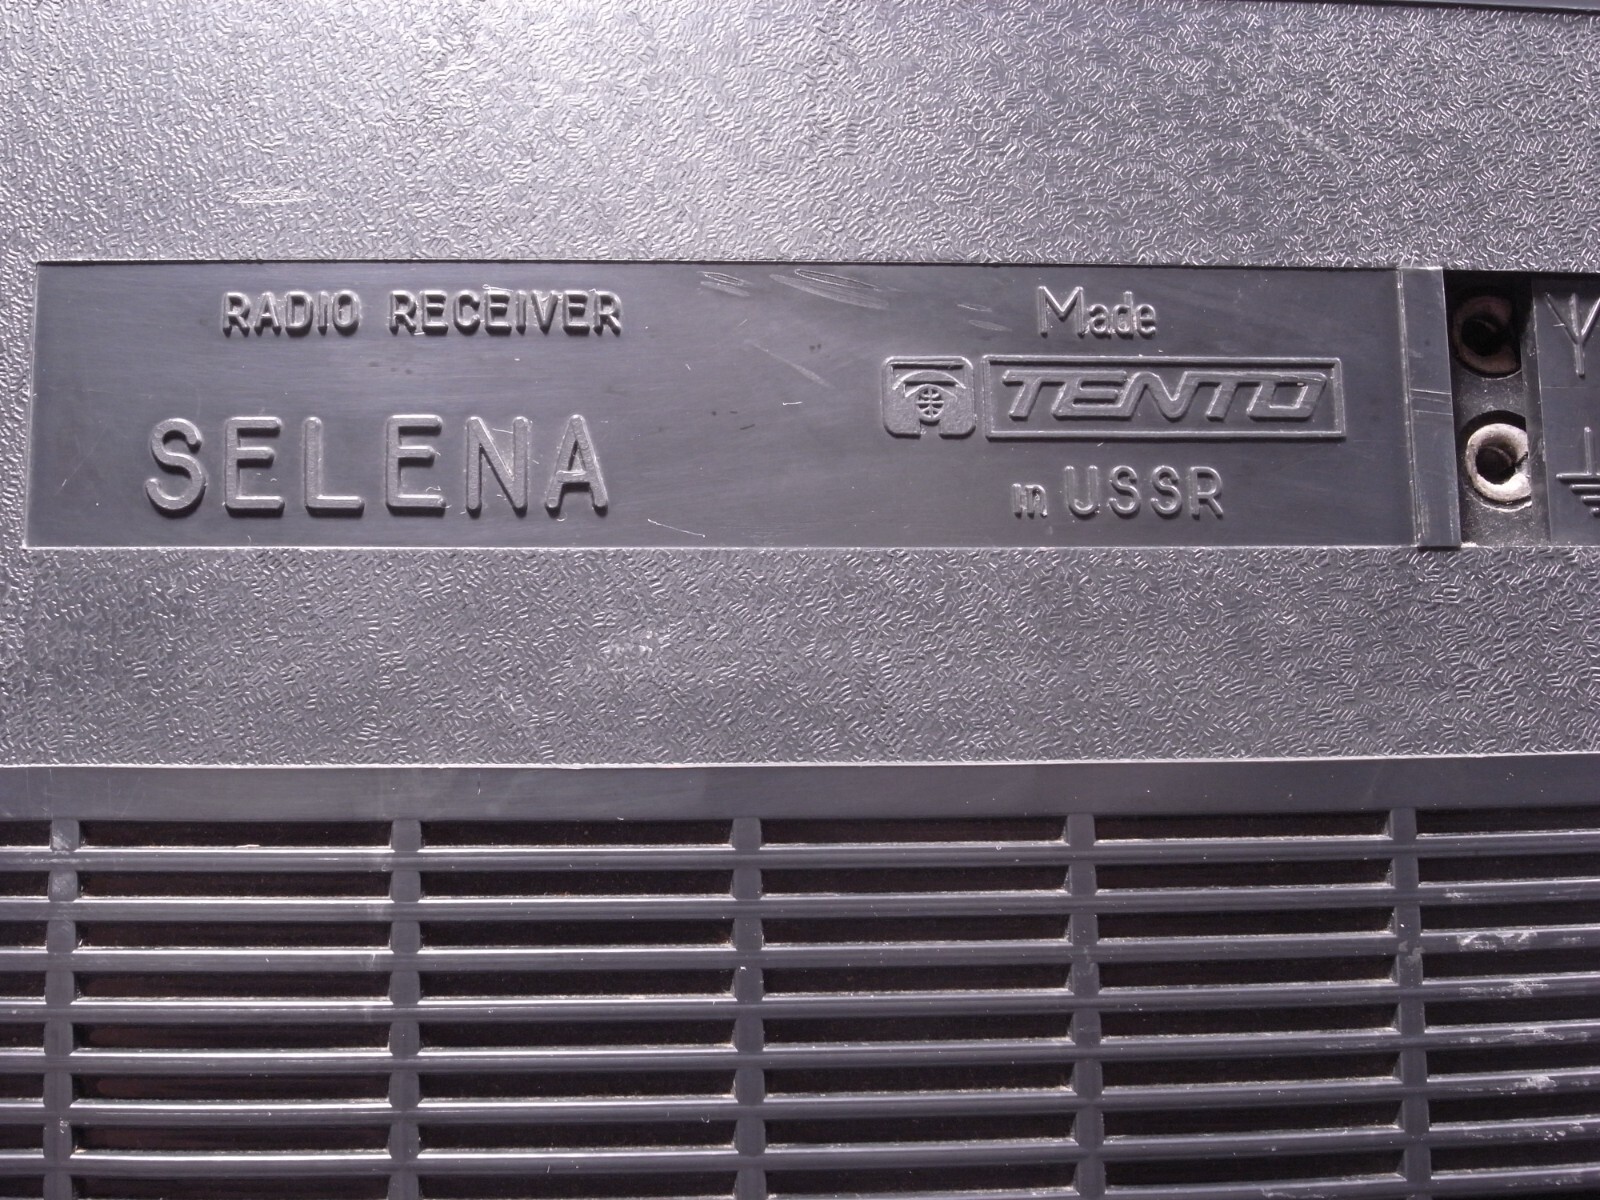 RADIO RECEIVER
SELENA
Made
TENTO
in USSR